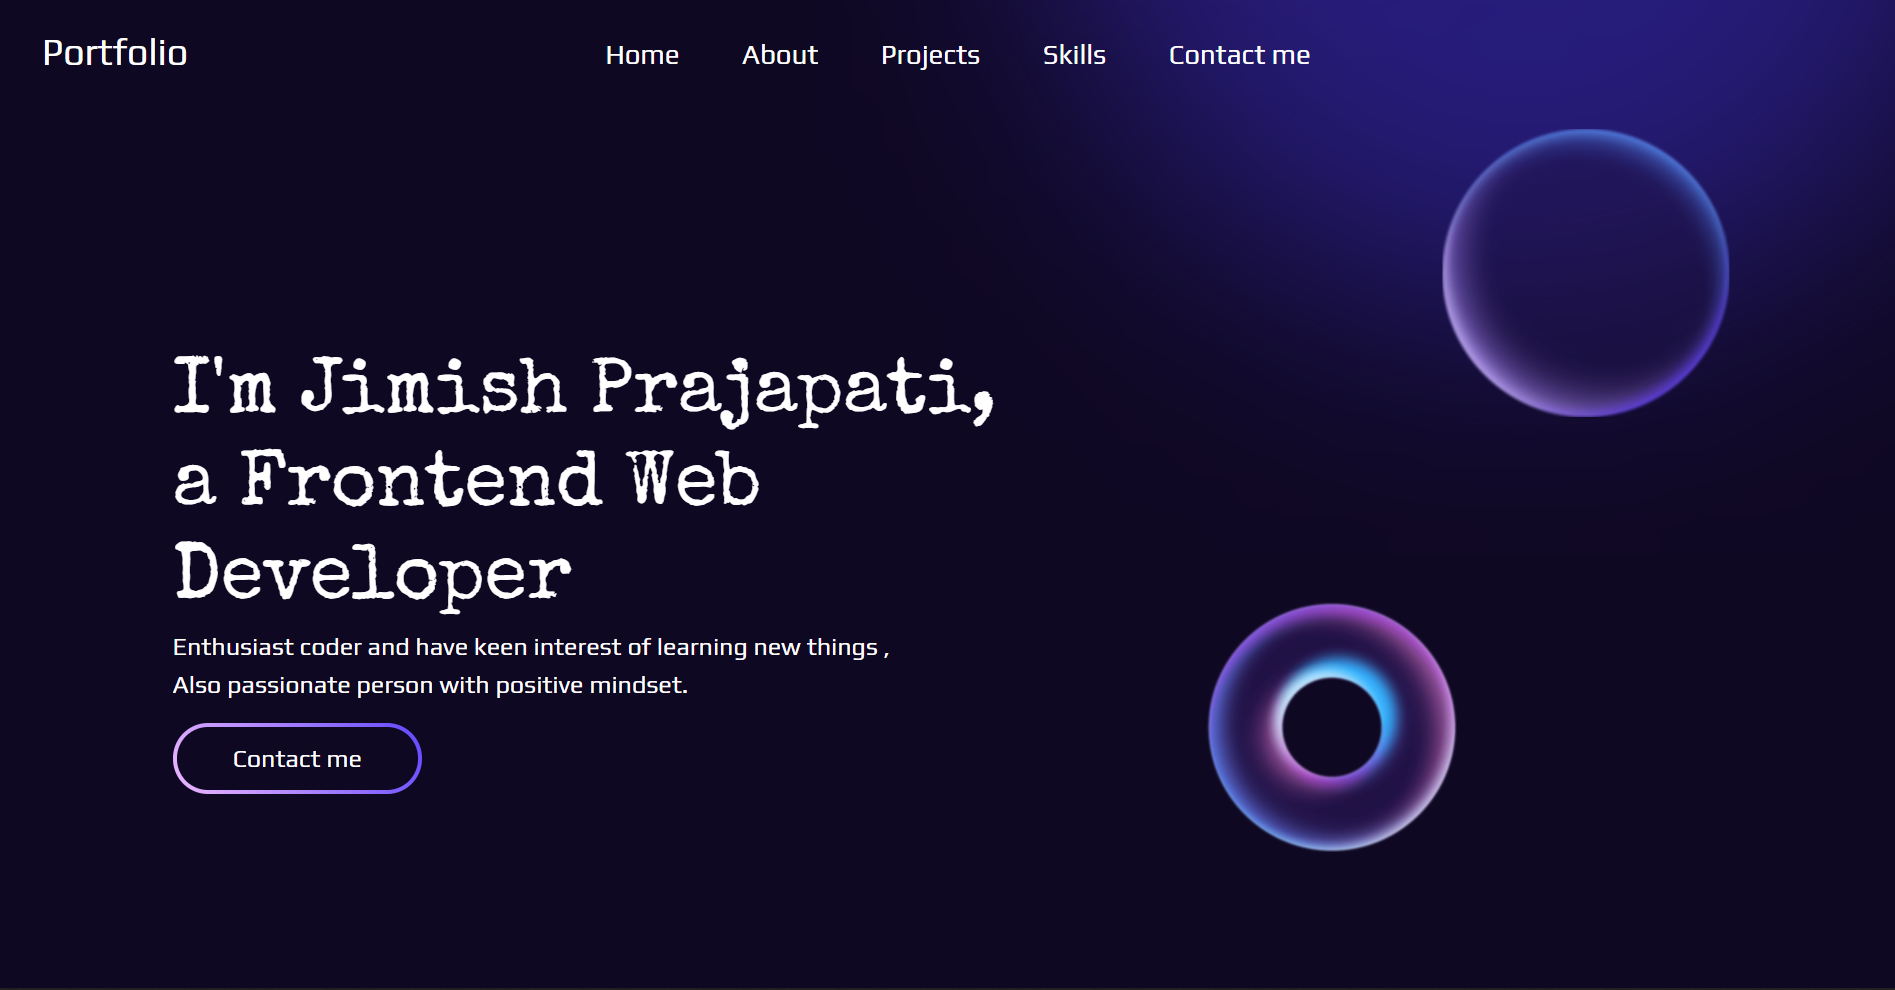 Portfolio
Home About Projects Skills Contact me
I'm Jimish Prajapati,
a Frontend Web
Developer
Enthusiast coder and have keen interest of learning new things ,
Also passionate person with positive mindset.
Contact me